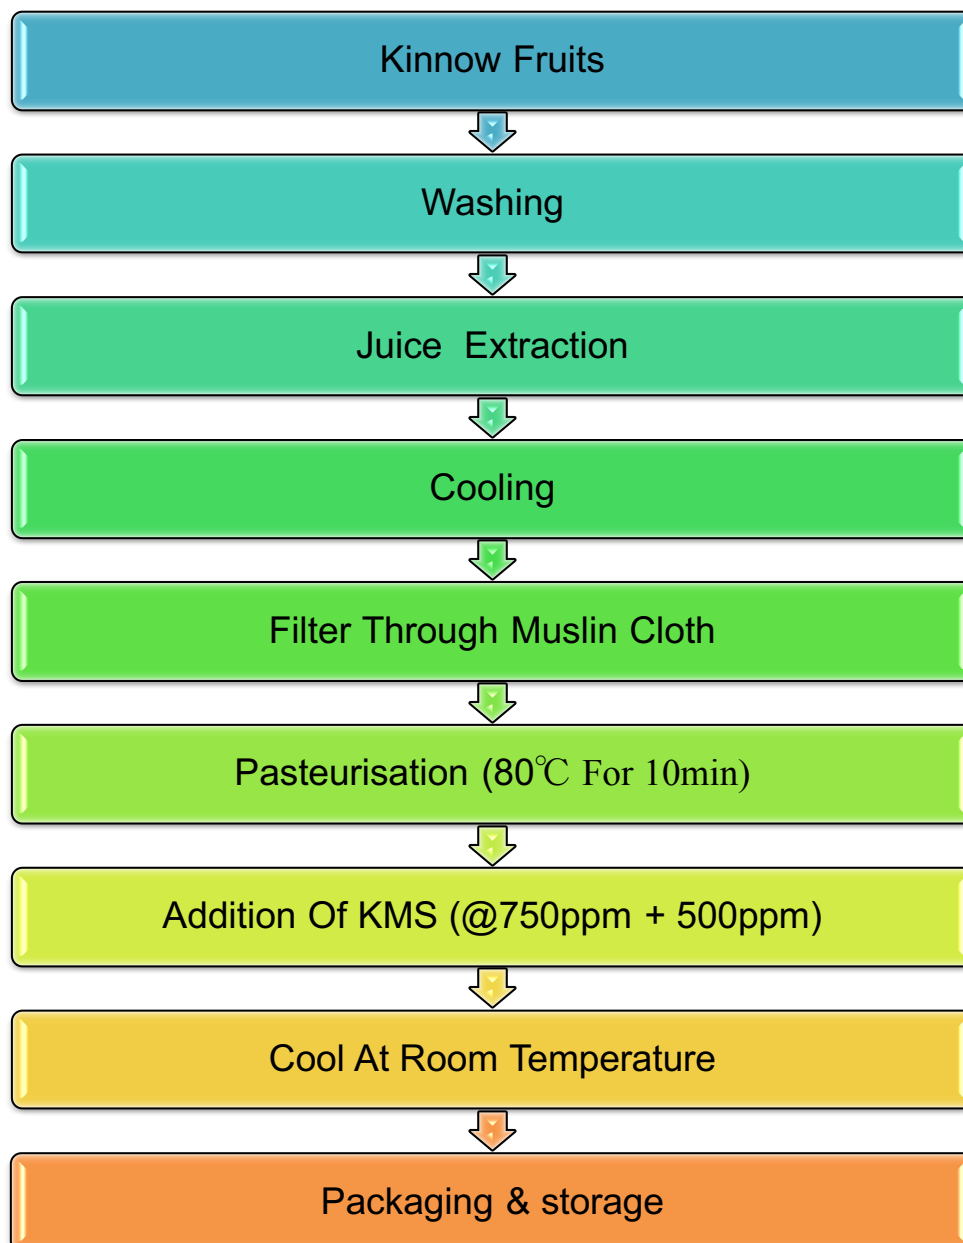 Kinnow Fruits
Washing
Juice  Extraction
Cooling
Filter Through Muslin Cloth
Pasteurisation (80℃ For 10min)
Addition Of KMS (@750ppm + 500ppm)
Cool At Room Temperature
Packaging & storage